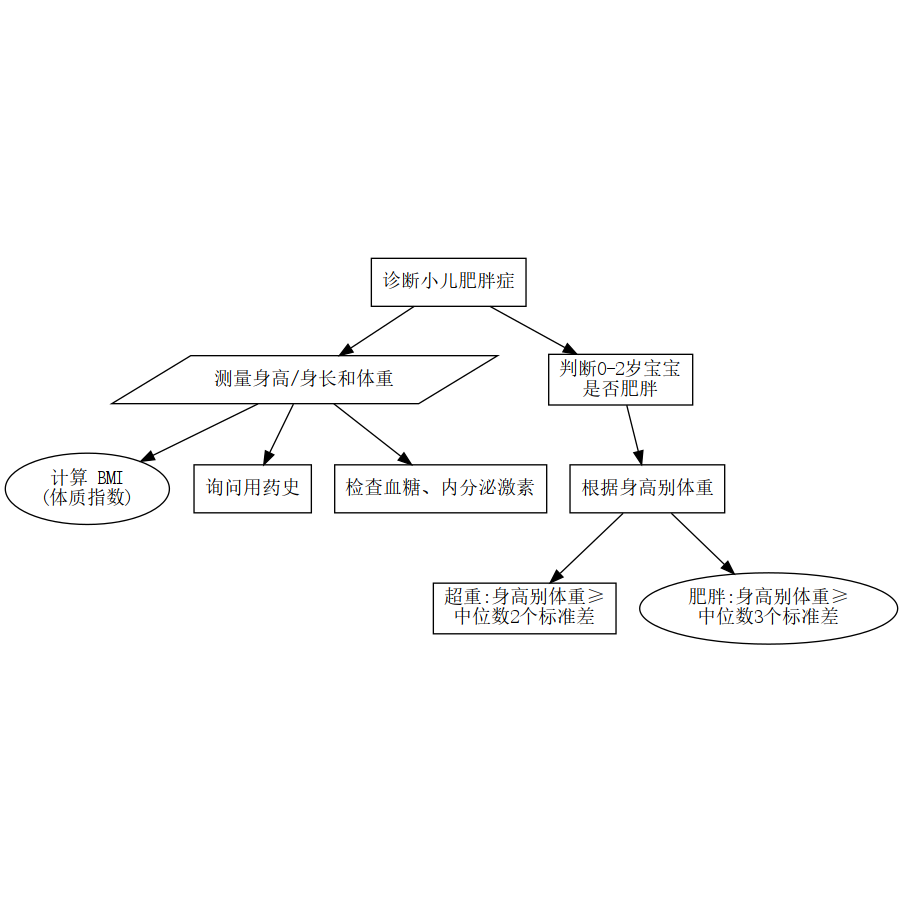 诊断小儿肥胖症
测量身高/身长和体重
判断0-2岁宝宝
是否肥胖
计算 BMI
(体质指数)
询问用药史
检查血糖、内分泌激素
根据身高别体重
超重:身高别体重≥
中位数2个标准差
肥胖:身高别体重≥
中位数3个标准差